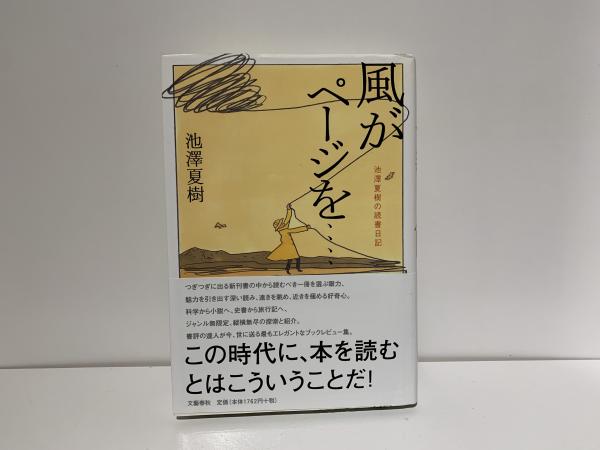 風が
ページを……
池澤夏樹の読書日記
池澤夏樹
つぎつぎに出る新刊書の中から読むべき一冊を選ぶ眼力、
魅力を引き出す深い読み、遠きを眺め、近きを極める好奇心。
科学から小説へ、史書から旅行記へ、
ジャンル無限定、縦横無尽の探索と紹介。
書評の達人が今、世に送る最もエレガントなブックレビュー集。
この時代に、本を読む
とはこういうことだ!
文藝春秋 定価(本体1762円+税)